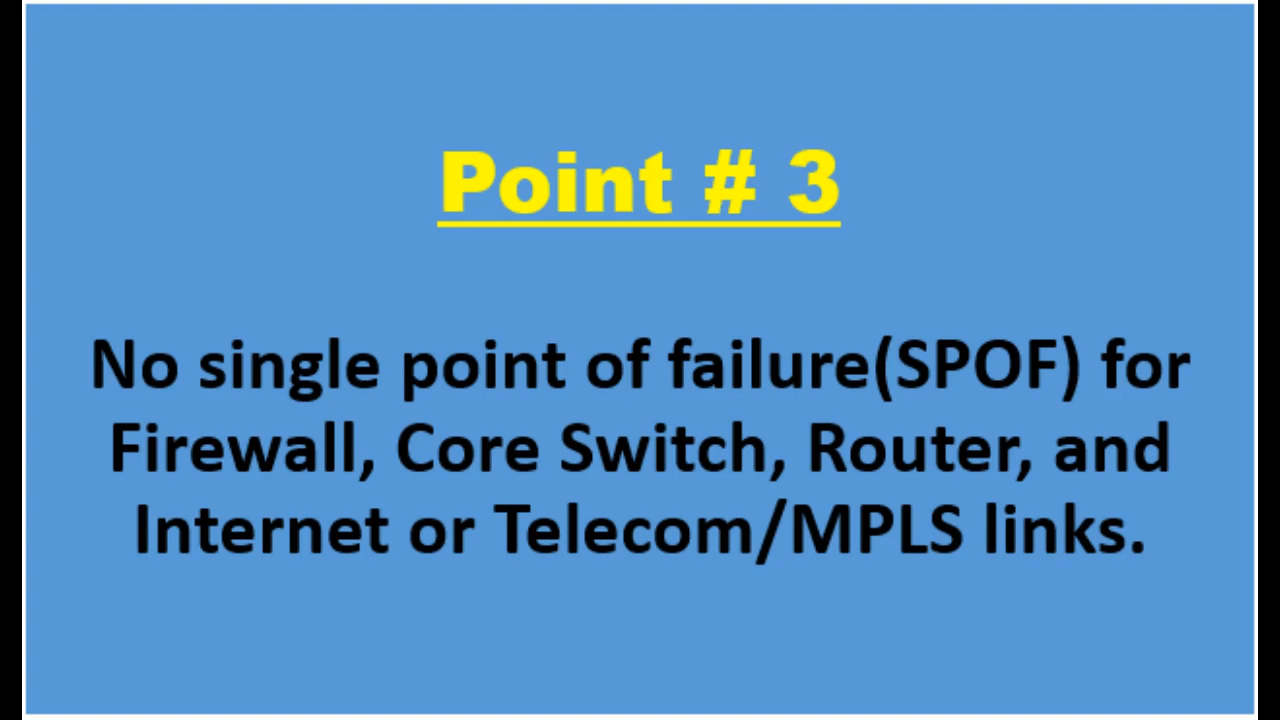 Point # 3
No single point of failure(SPOF) for
Firewall, Core Switch, Router, and
Internet or Telecom/MPLS links.